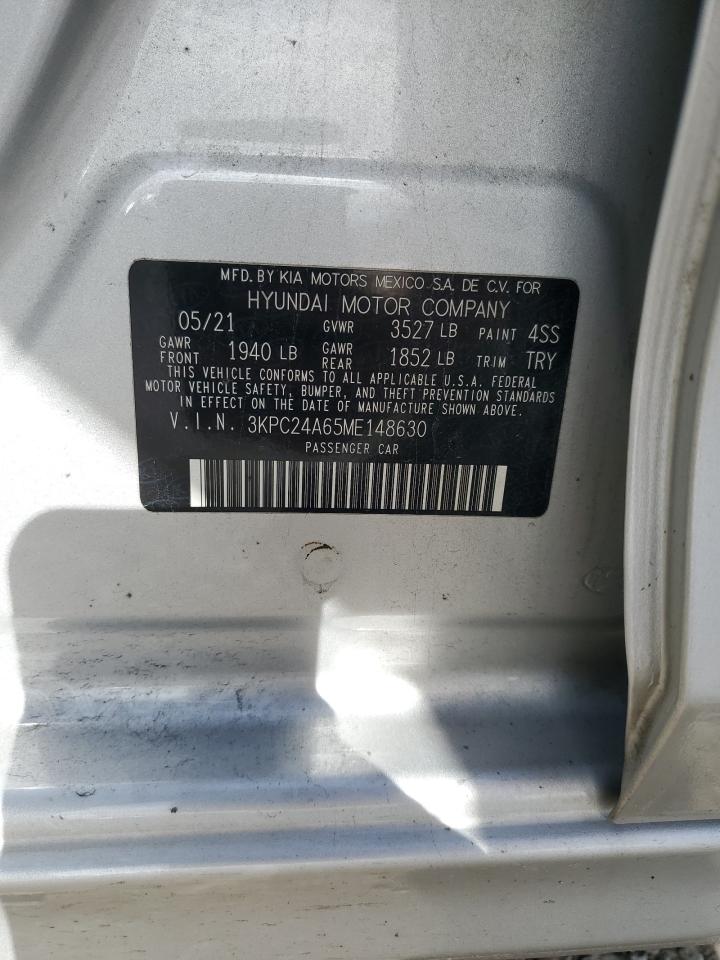 MFD. BY KIA MOTORS MEXICO S.A. DE C.V. FOR
HYUNDAI MOTOR COMPANY
05/21 GVWR 3527 LB PAINT 4SS
GAWR FRONT 1940 LB GAWR REAR 1852 LB TRIM TRY
THIS VEHICLE CONFORMS TO ALL APPLICABLE U.S.A. FEDERAL
MOTOR VEHICLE SAFETY, BUMPER, AND THEFT PREVENTION STANDARDS
IN EFFECT ON THE DATE OF MANUFACTURE SHOWN ABOVE.
V.I.N. 3KPC24A65ME148630
PASSENGER CAR